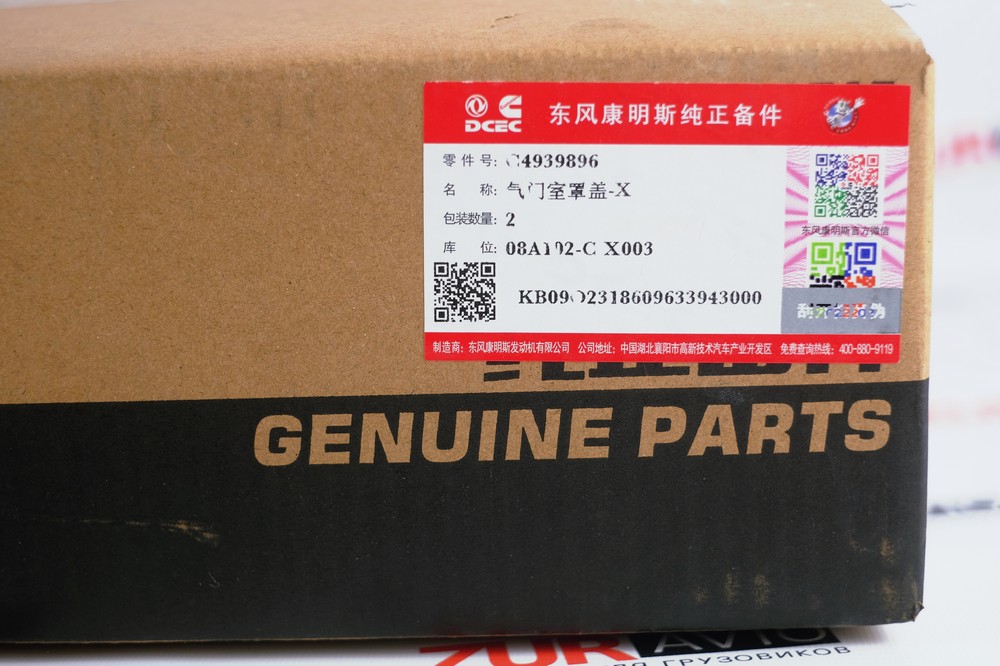 DCEC 东风康明斯纯正备件
零件号: C4939896
名 称: 气门室罩盖-X
包装数量: 2
东风康明斯官方微信
库 位: 08A102-C X003
KB09O2318609633943000
制造商: 东风康明斯发动机有限公司 公司地址: 中国湖北襄阳市高新技术汽车产业开发区 免费查询热线: 400-880-9119
GENUINE PARTS
AVTO
ГРУЗОВИКОВ